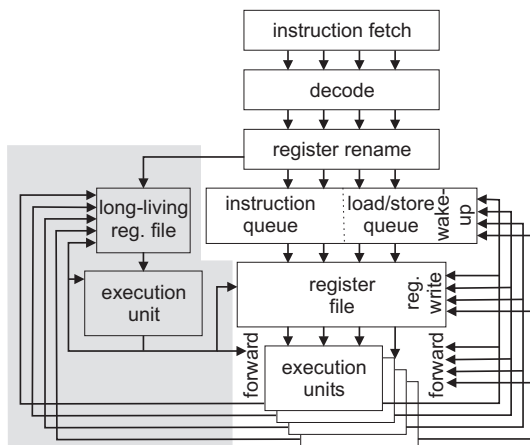 instruction fetch
decode
register rename
long-living
reg. file
instruction
queue
load/store
queue
wake-
up
execution
unit
register
file
reg.
write
forward
execution
units
forward